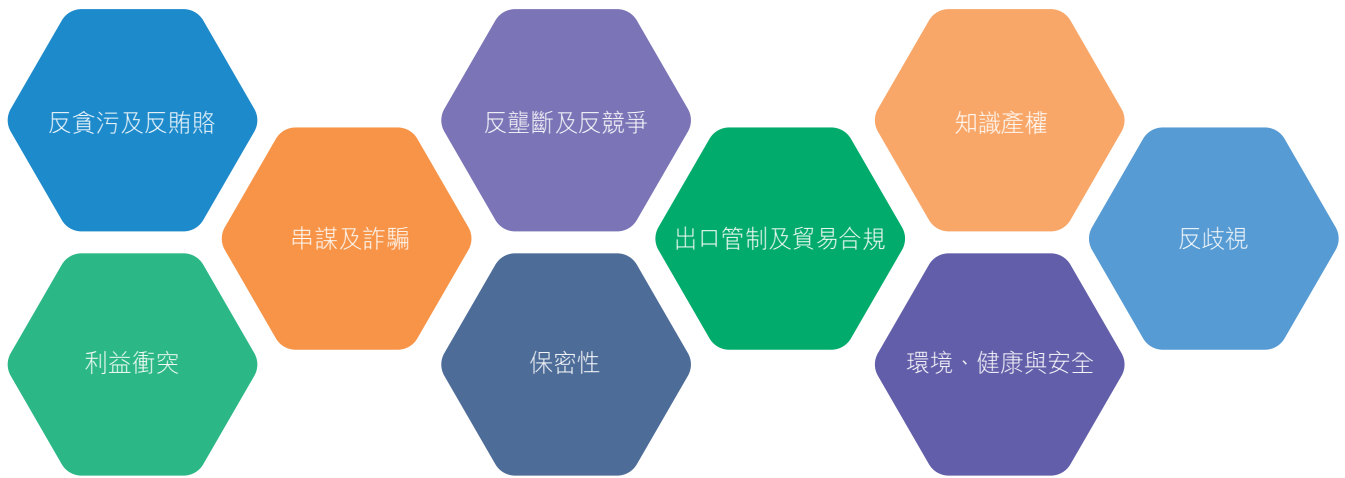 反貪污及反賄賂
反壟斷及反競爭
知識產權
串謀及詐騙
出口管制及貿易合規
反歧視
利益衝突
保密性
環境、健康與安全